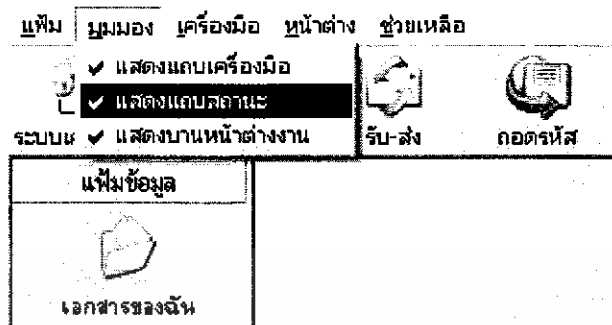 แฟ้ม มุมมอง เครื่องมือ หน้าต่าง ช่วยเหลือ
แสดงแถบเครื่องมือ
แสดงแถบสถานะ
แสดงบานหน้าต่างงาน
ระบบ
รับ-ส่ง ถอดรหัส
แฟ้มข้อมูล
เอกสารของฉัน